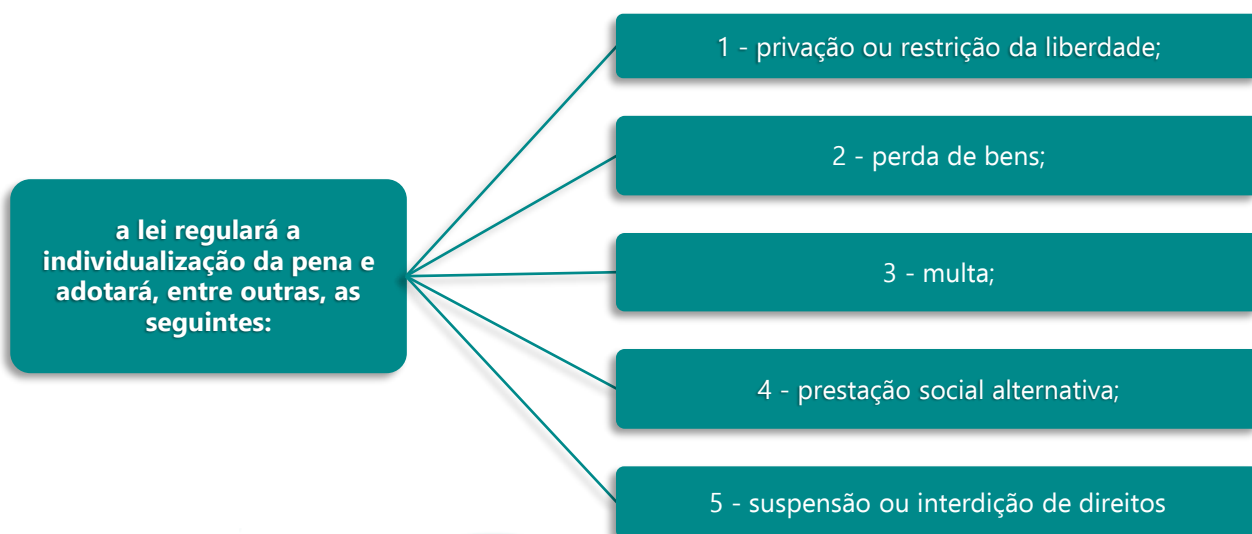 a lei regulará a
individualização da pena e
adotará, entre outras, as
seguintes:
1 - privação ou restrição da liberdade;
2 - perda de bens;
3 - multa;
4 - prestação social alternativa;
5 - suspensão ou interdição de direitos